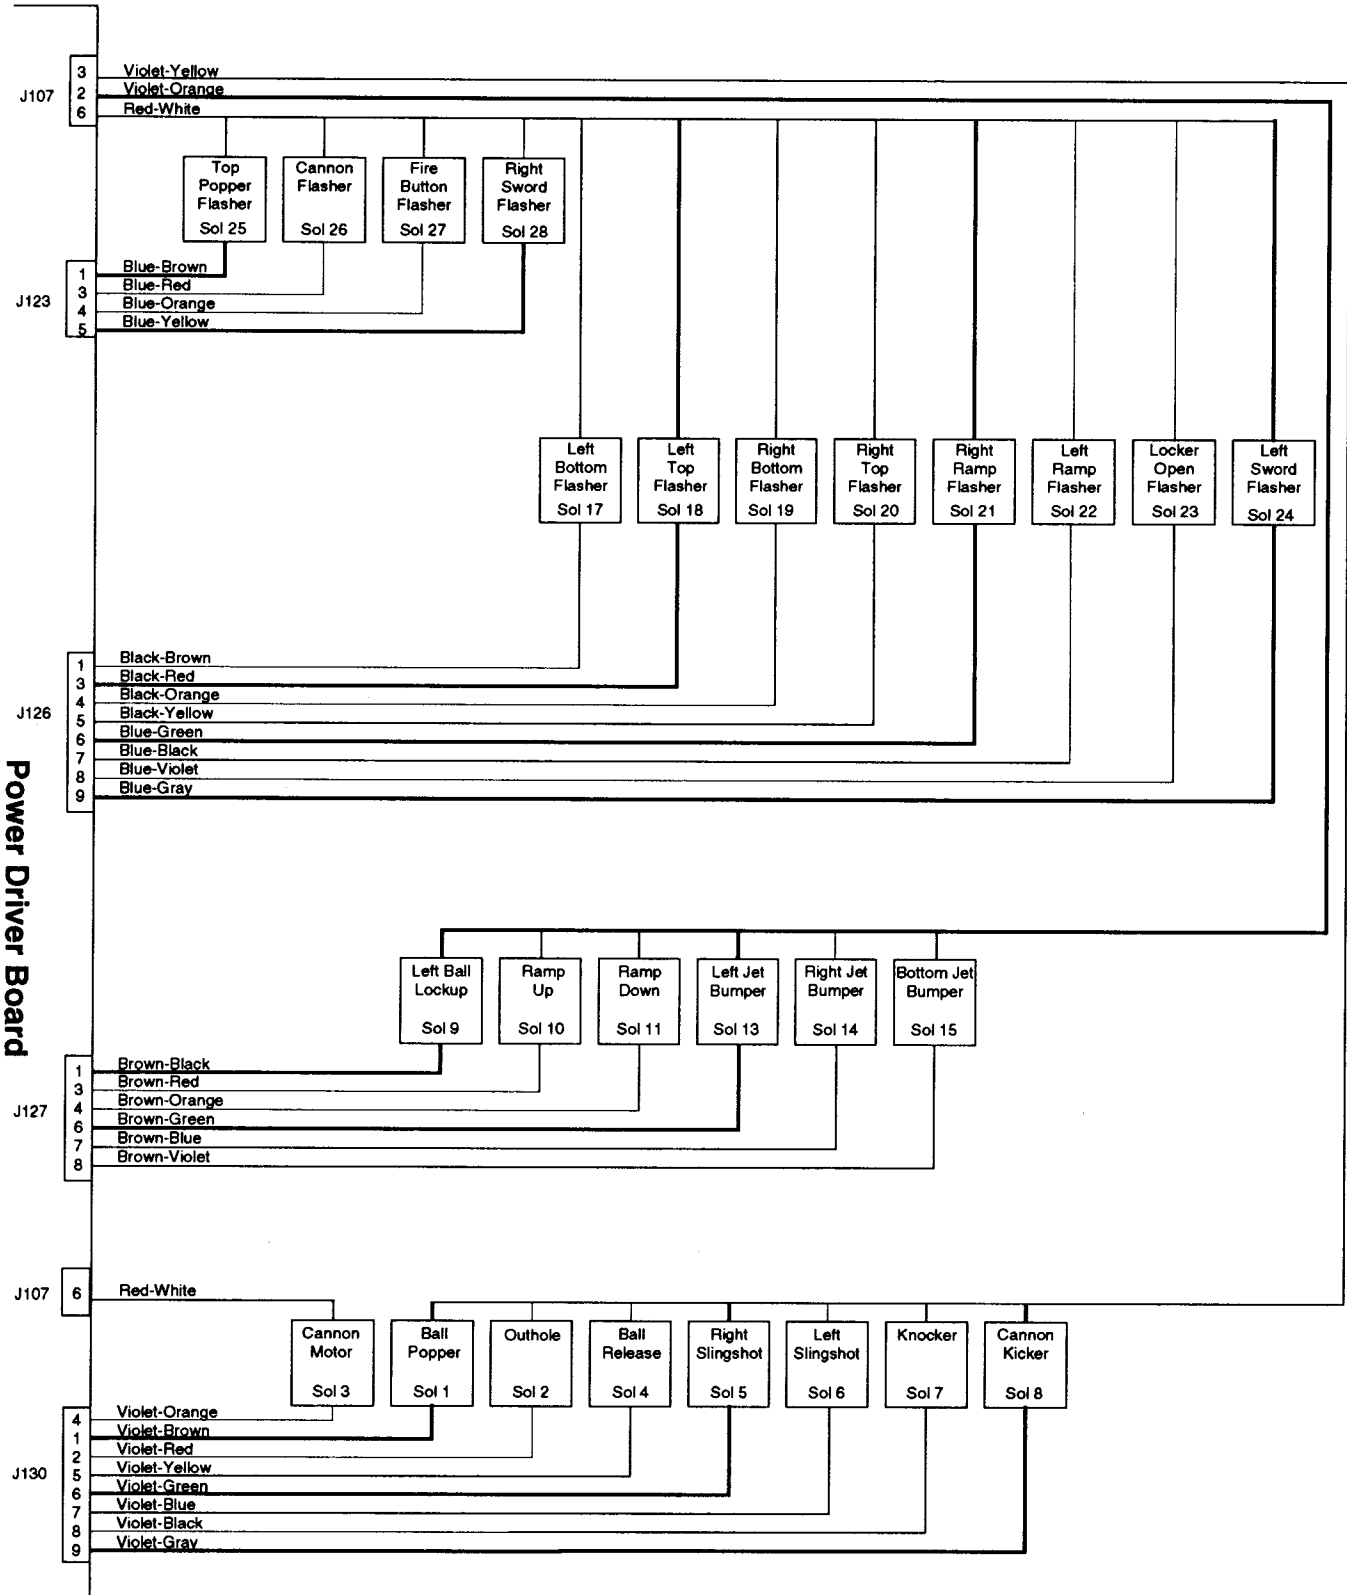 J107
3 Violet-Yellow
2 Violet-Orange
6 Red-White
Top Popper Flasher Sol 25
Cannon Flasher Sol 26
Fire Button Flasher Sol 27
Right Sword Flasher Sol 28
J123
1 Blue-Brown
3 Blue-Red
4 Blue-Orange
5 Blue-Yellow
Left Bottom Flasher Sol 17
Left Top Flasher Sol 18
Right Bottom Flasher Sol 19
Right Top Flasher Sol 20
Right Ramp Flasher Sol 21
Left Ramp Flasher Sol 22
Locker Open Flasher Sol 23
Left Sword Flasher Sol 24
J126
1 Black-Brown
3 Black-Red
4 Black-Orange
5 Black-Yellow
6 Blue-Green
7 Blue-Black
8 Blue-Violet
9 Blue-Gray
Power Driver Board
Left Ball Lockup Sol 9
Ramp Up Sol 10
Ramp Down Sol 11
Left Jet Bumper Sol 13
Right Jet Bumper Sol 14
Bottom Jet Bumper Sol 15
J127
1 Brown-Black
3 Brown-Red
4 Brown-Orange
6 Brown-Green
7 Brown-Blue
8 Brown-Violet
J107
6 Red-White
Cannon Motor Sol 3
Ball Popper Sol 1
Outhole Sol 2
Ball Release Sol 4
Right Slingshot Sol 5
Left Slingshot Sol 6
Knocker Sol 7
Cannon Kicker Sol 8
J130
4 Violet-Orange
1 Violet-Brown
2 Violet-Red
5 Violet-Yellow
6 Violet-Green
7 Violet-Blue
8 Violet-Black
9 Violet-Gray